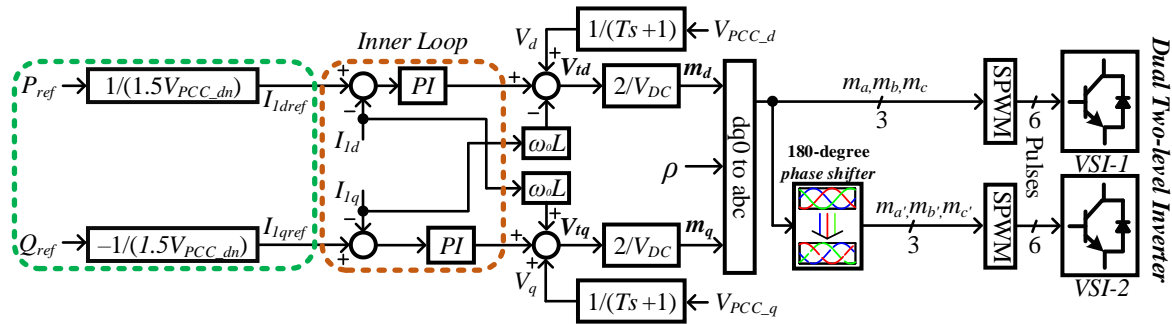 Inner Loop
V_d
1/(Ts+1)
V_PCC_d
P_ref
1/(1.5V_PCC_dn)
I_1dref
+
−
PI
+
+
−
V_td
2/V_DC
m_d
I_1d
ω₀L
I_1q
ω₀L
dq0 to abc
ρ
m_a,m_b,m_c
3
SPWM
6
VSI-1
180-degree
phase shifter
m_a',m_b',m_c'
3
SPWM
6
Pulses
VSI-2
Dual Two-level Inverter
Q_ref
−1/(1.5V_PCC_dn)
I_1qref
−
+
PI
+
+
+
V_tq
2/V_DC
m_q
V_q
1/(Ts+1)
V_PCC_q